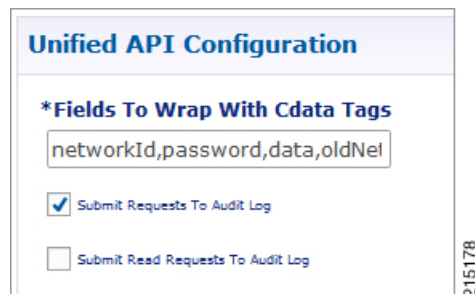 Unified API Configuration
*Fields To Wrap With Cdata Tags
networkId,password,data,oldNet
Submit Requests To Audit Log
Submit Read Requests To Audit Log
215178